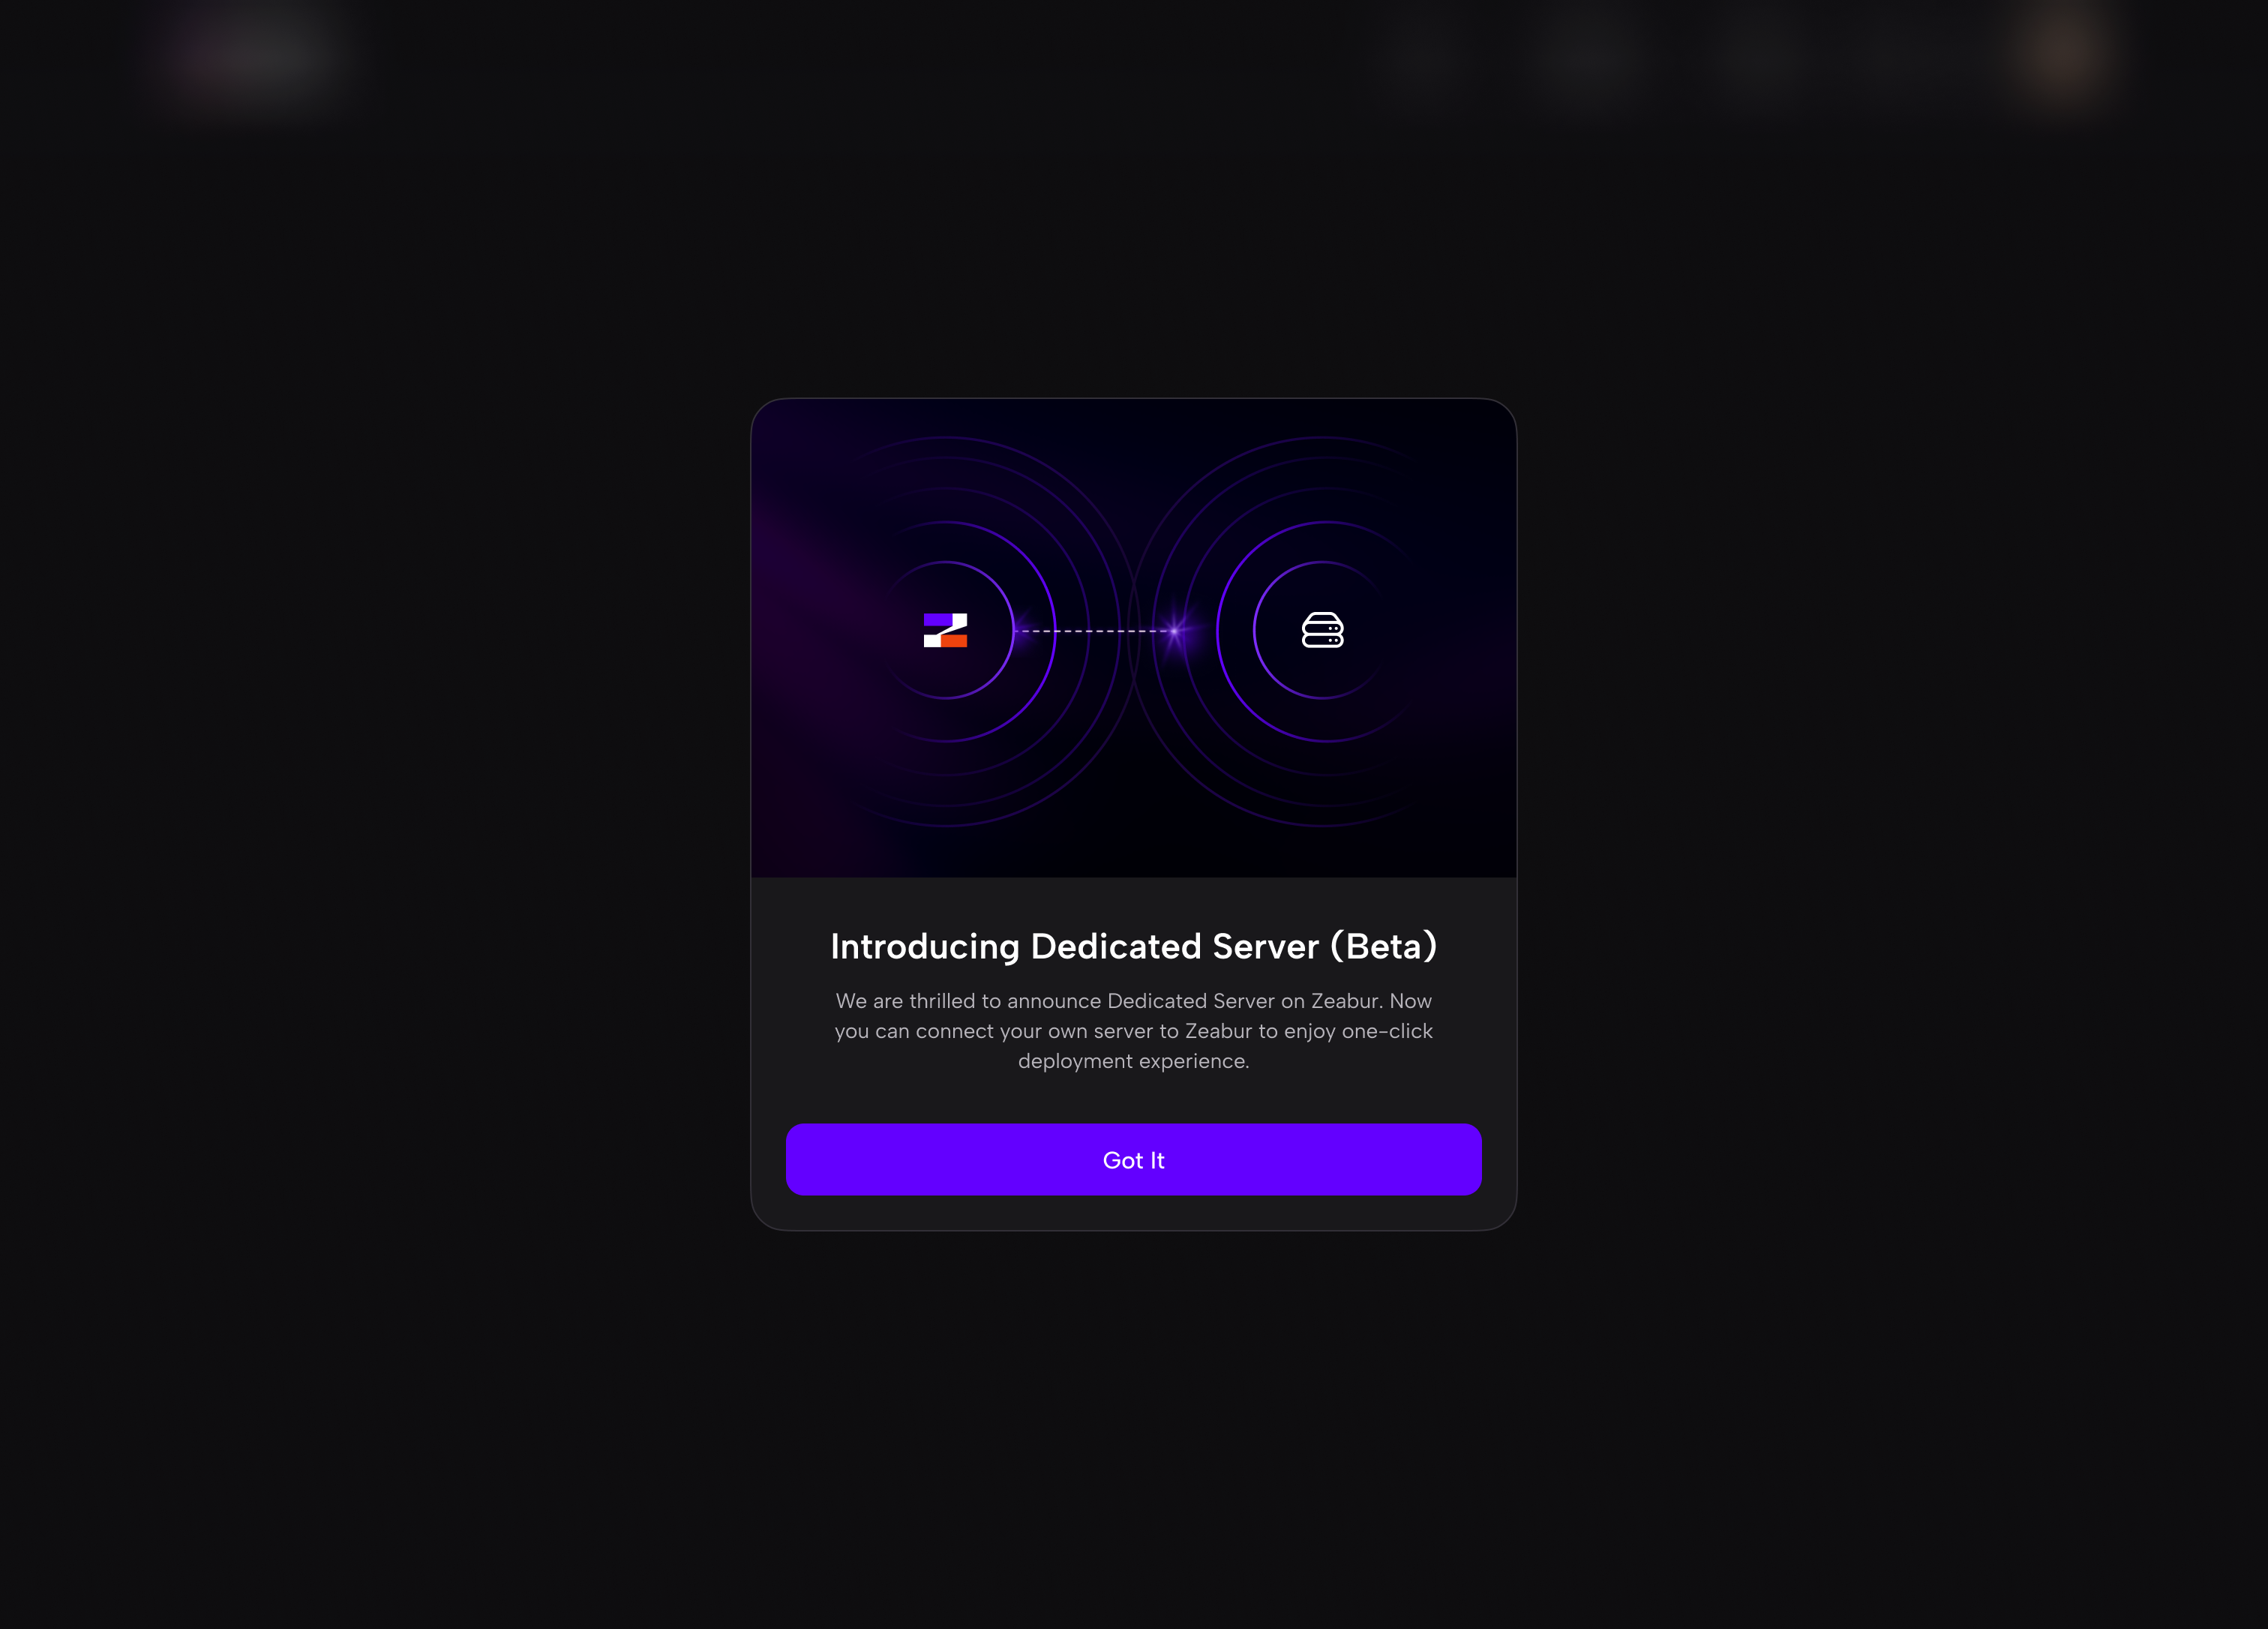 Introducing Dedicated Server (Beta)
We are thrilled to announce Dedicated Server on Zeabur. Now
you can connect your own server to Zeabur to enjoy one-click
deployment experience.
Got It